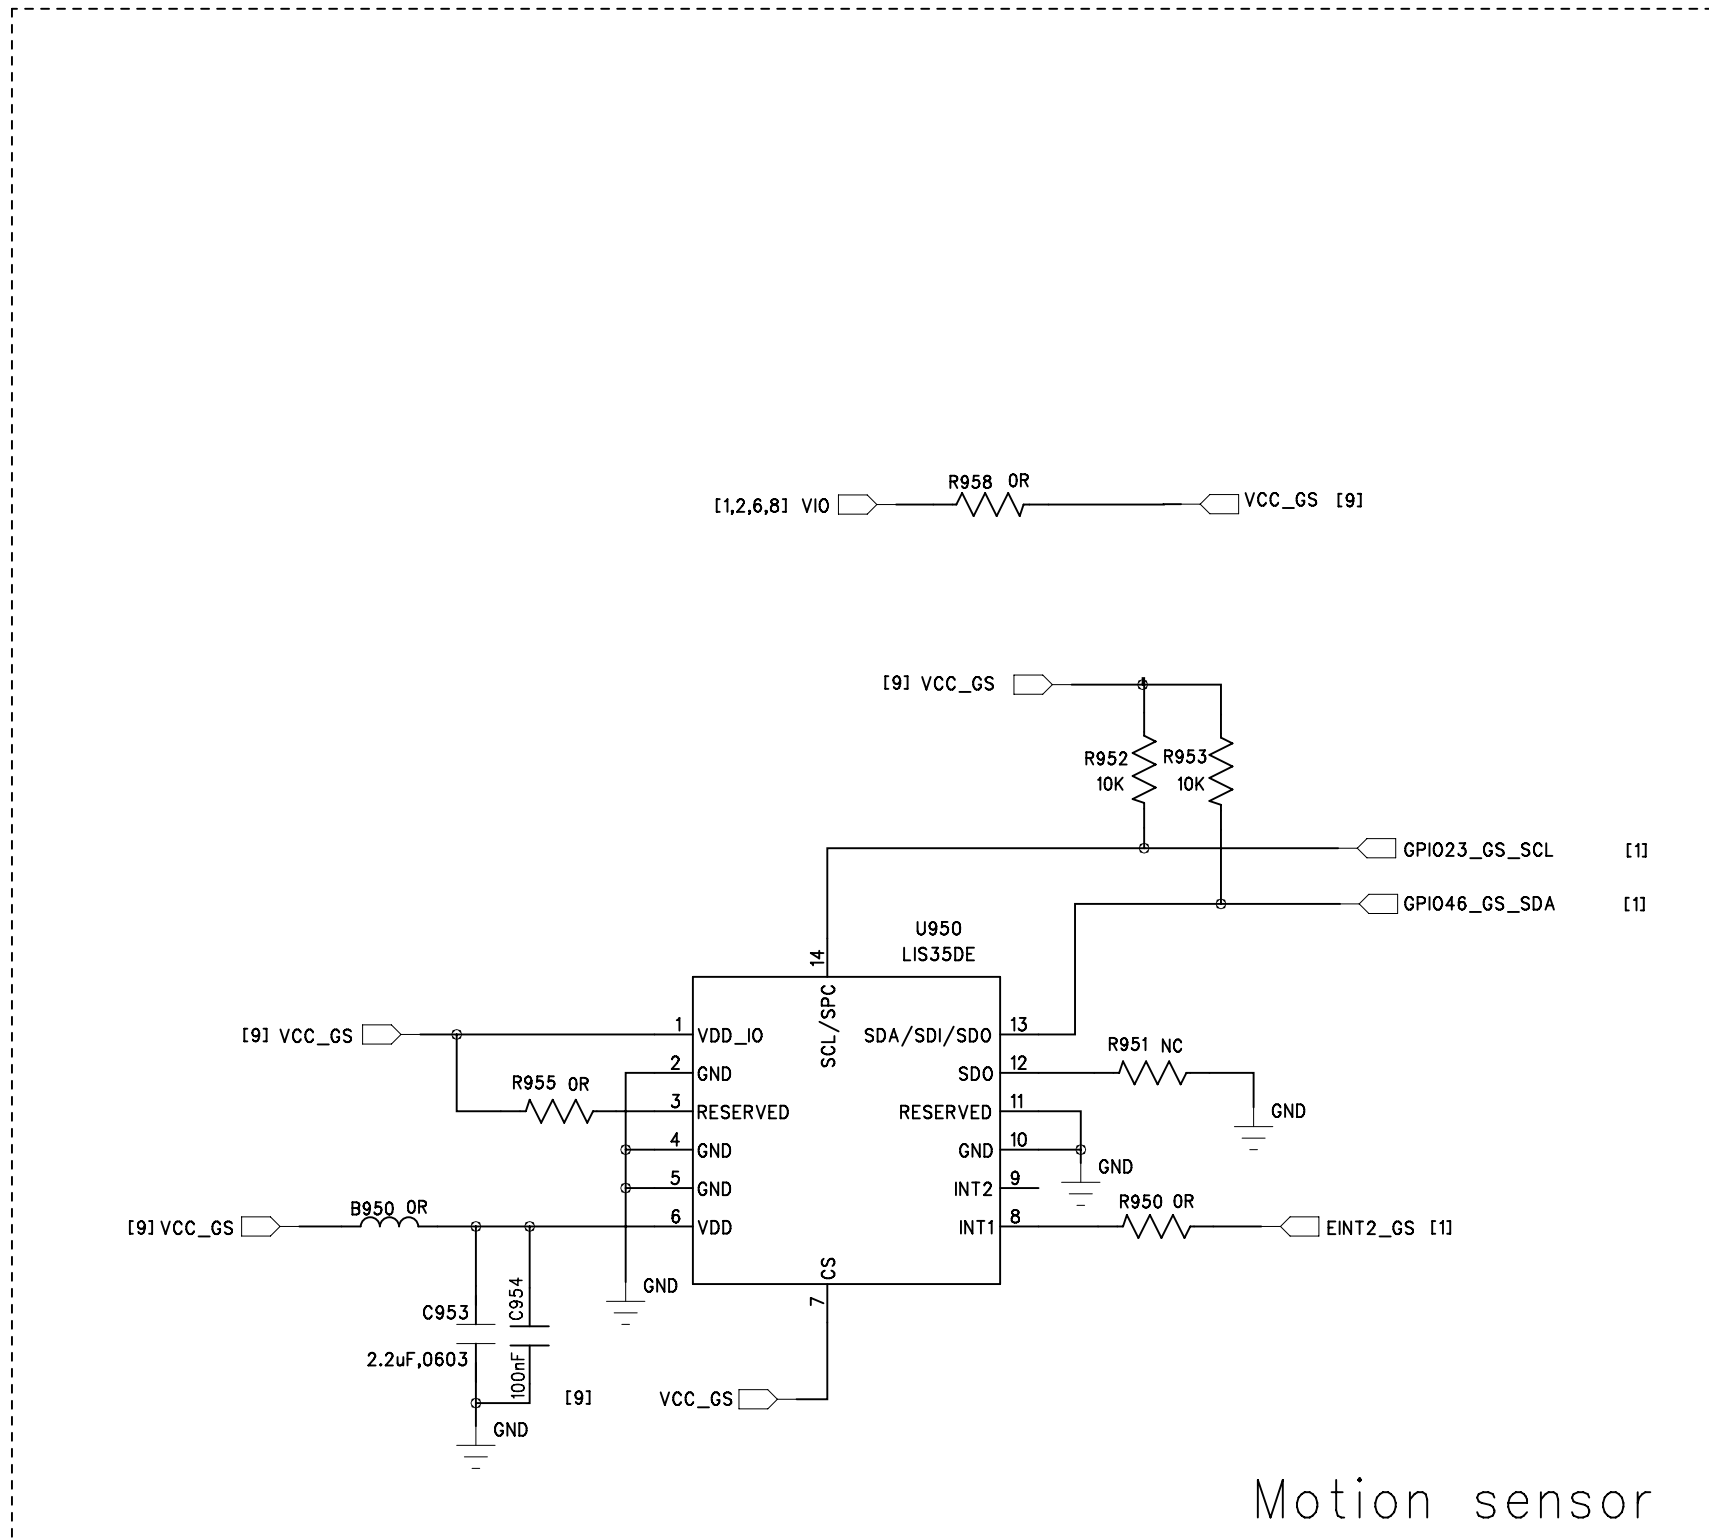 R958 0R
[1,2,6,8] VIO
VCC_GS [9]
[9] VCC_GS
R952
10K
R953
10K
GPIO23_GS_SCL [1]
GPIO46_GS_SDA [1]
U950
LIS35DE
14
SCL/SPC
[9] VCC_GS
1
VDD_IO
SDA/SDI/SDO
13
R951 NC
2
GND
SDO
12
R955 0R
3
RESERVED
RESERVED
11
GND
4
GND
GND
10
GND
5
GND
INT2
9
[9] VCC_GS
B950 0R
6
VDD
INT1
8
R950 0R
EINT2_GS [1]
CS
7
GND
C953
2.2uF,0603
C954
100nF
[9]
VCC_GS
GND
Motion sensor